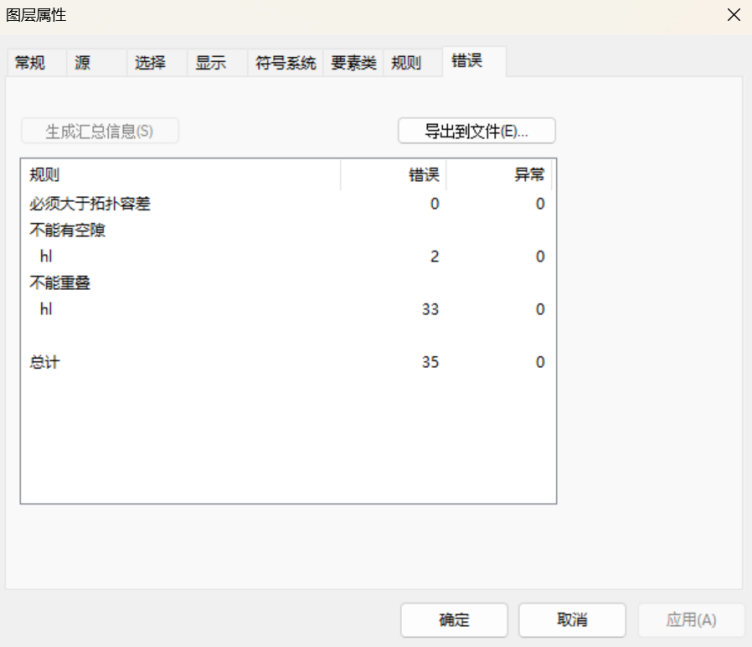 图层属性
常规 源 选择 显示 符号系统 要素类 规则 错误
生成汇总信息(S) 导出到文件(E)...
规则 错误 异常
必须大于拓扑容差 0 0
不能有空隙
hl 2 0
不能重叠
hl 33 0
总计 35 0
确定 取消 应用(A)